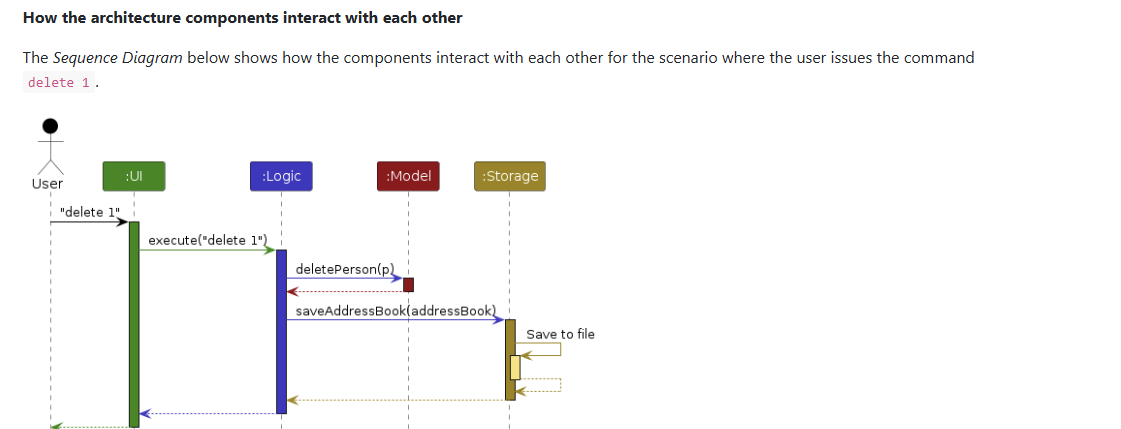 How the architecture components interact with each other
The Sequence Diagram below shows how the components interact with each other for the scenario where the user issues the command
delete 1 .
User
:UI
:Logic
:Model
:Storage
"delete 1"
execute("delete 1")
deletePerson(p)
saveAddressBook(addressBook)
Save to file